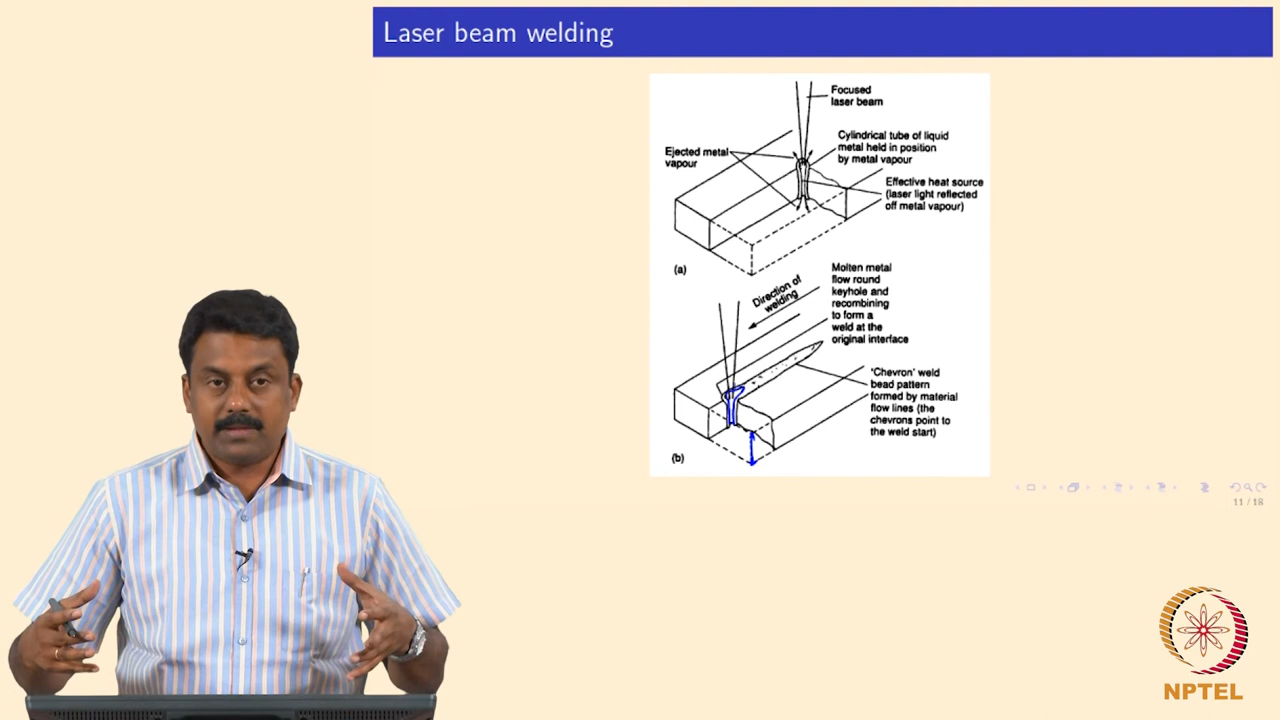 Laser beam welding
Focused
laser beam
Cylindrical tube of liquid
metal held in position
by metal vapour
Ejected metal
vapour
Effective heat source
(laser light reflected
off metal vapour)
(a)
Direction of
welding
Molten metal
flow round
keyhole and
recombining
to form a
weld at the
original interface
'Chevron' weld
bead pattern
formed by material
flow lines (the
chevrons point to
the weld start)
(b)
11 / 18
NPTEL